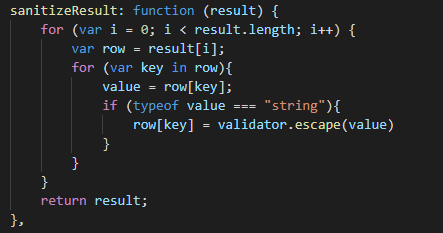 sanitizeResult: function (result) {
    for (var i = 0; i < result.length; i++) {
        var row = result[i];
        for (var key in row){
            value = row[key];
            if (typeof value === "string"){
                row[key] = validator.escape(value)
            }
        }
    }
    return result;
},